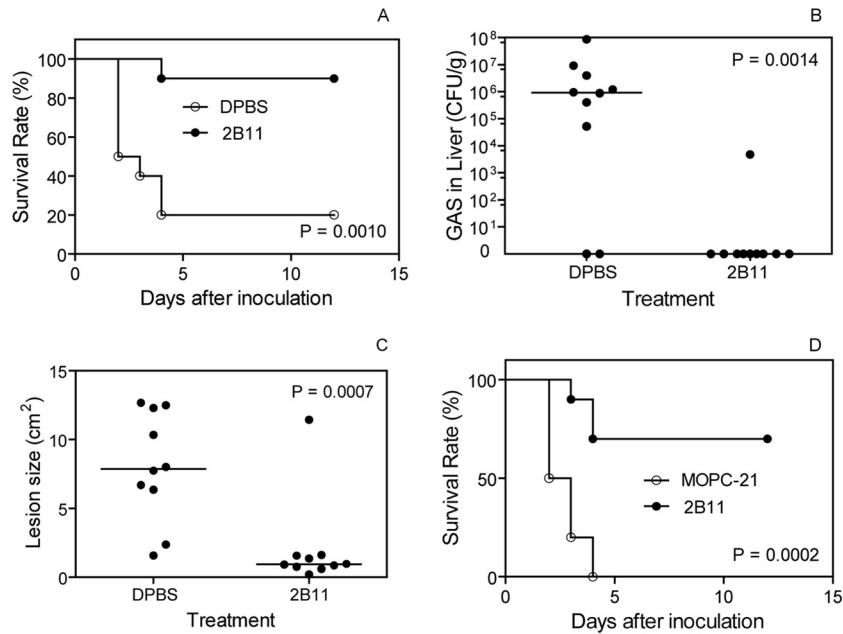 A
Survival Rate (%)
100
80
60
40
20
0
DPBS
2B11
P = 0.0010
0 5 10 15
Days after inoculation
B
GAS in Liver (CFU/g)
10^8
10^7
10^6
10^5
10^4
10^3
10^2
10^1
0
P = 0.0014
DPBS 2B11
Treatment
C
Lesion size (cm²)
15
10
5
0
P = 0.0007
DPBS 2B11
Treatment
D
Survival Rate (%)
100
50
0
MOPC-21
2B11
P = 0.0002
0 5 10 15
Days after inoculation